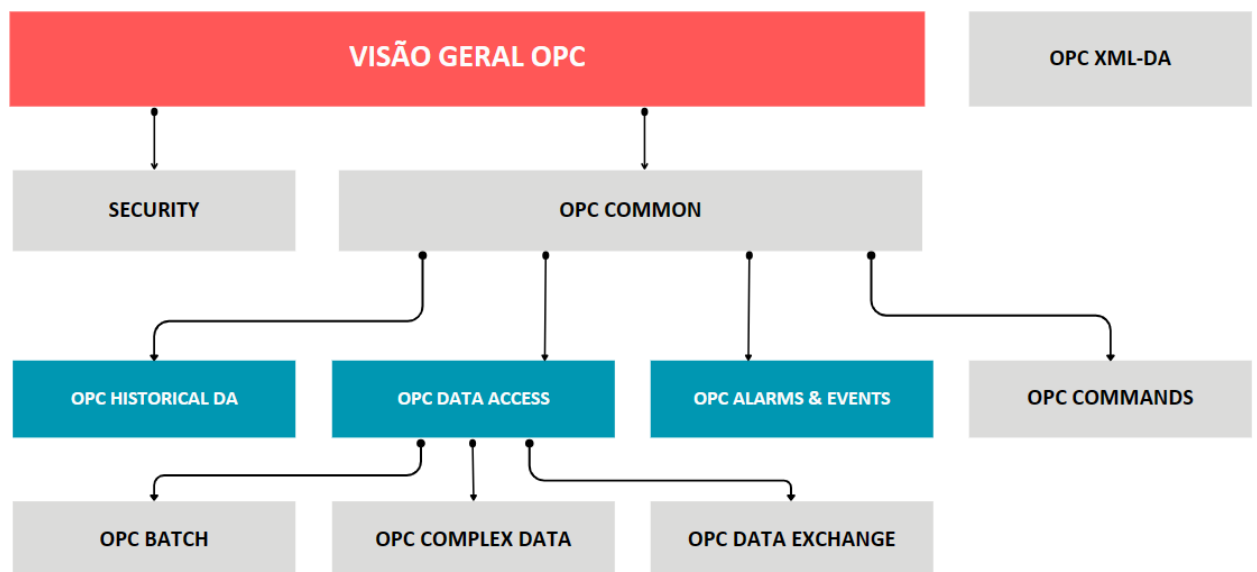 VISÃO GERAL OPC
OPC XML-DA
SECURITY
OPC COMMON
OPC HISTORICAL DA
OPC DATA ACCESS
OPC ALARMS & EVENTS
OPC COMMANDS
OPC BATCH
OPC COMPLEX DATA
OPC DATA EXCHANGE